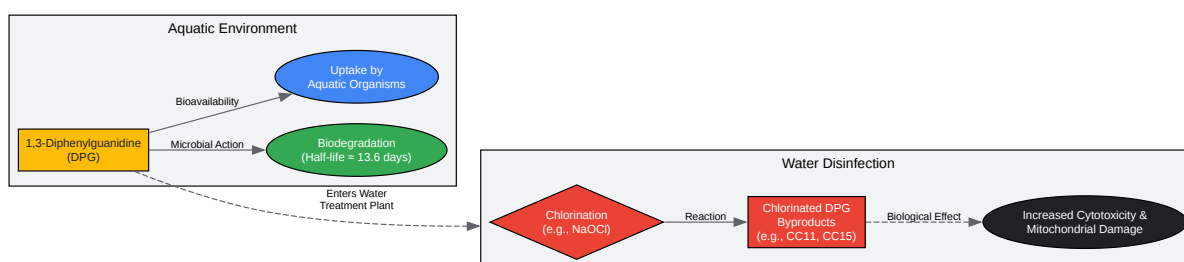 Aquatic Environment
Uptake by
Aquatic Organisms
Bioavailability
1,3-Diphenylguanidine
(DPG)
Microbial Action
Biodegradation
(Half-life ≈ 13.6 days)
Enters Water
Treatment Plant
Water Disinfection
Chlorination
(e.g., NaOCl)
Reaction
Chlorinated DPG
Byproducts
(e.g., CC11, CC15)
Biological Effect
Increased Cytotoxicity &
Mitochondrial Damage